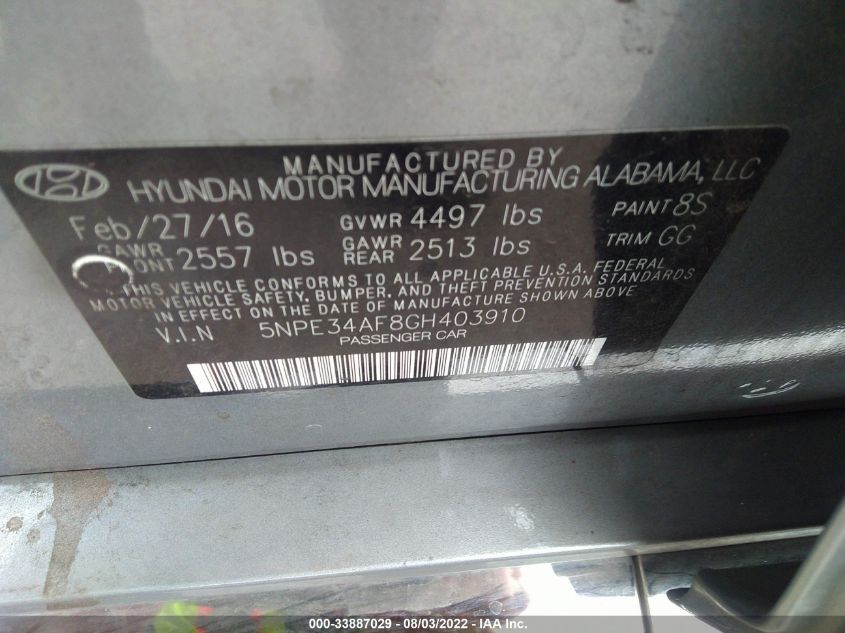 MANUFACTURED BY
HYUNDAI MOTOR MANUFACTURING ALABAMA, LLC
Feb/27/16 GVWR 4497 lbs PAINT 8S
GAWR FRONT 2557 lbs GAWR REAR 2513 lbs TRIM GG
THIS VEHICLE CONFORMS TO ALL APPLICABLE U.S.A. FEDERAL
MOTOR VEHICLE SAFETY, BUMPER, AND THEFT PREVENTION STANDARDS
IN EFFECT ON THE DATE OF MANUFACTURE SHOWN ABOVE.
V.I.N 5NPE34AF8GH403910
PASSENGER CAR
000-33887029 - 08/03/2022 - IAA, Inc.